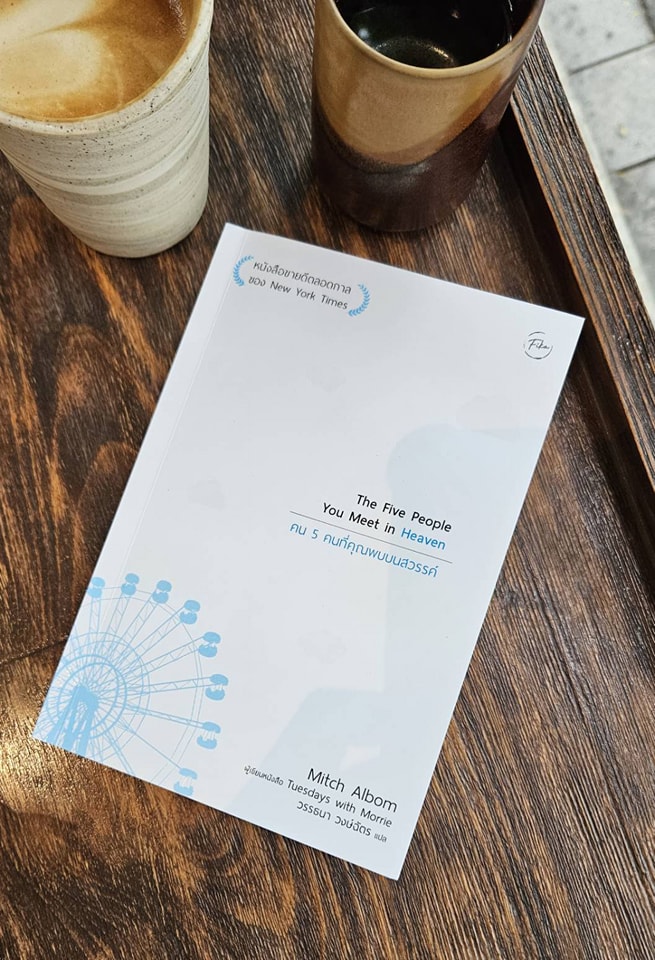 หนังสือขายดีตลอดกาล
ของ New York Times
Fika
The Five People
You Meet in Heaven
คน 5 คนที่คุณพบบนสวรรค์
Mitch Albom
ผู้เขียนหนังสือ Tuesdays with Morrie
วรรธนา วงษ์ฉัตร แปล